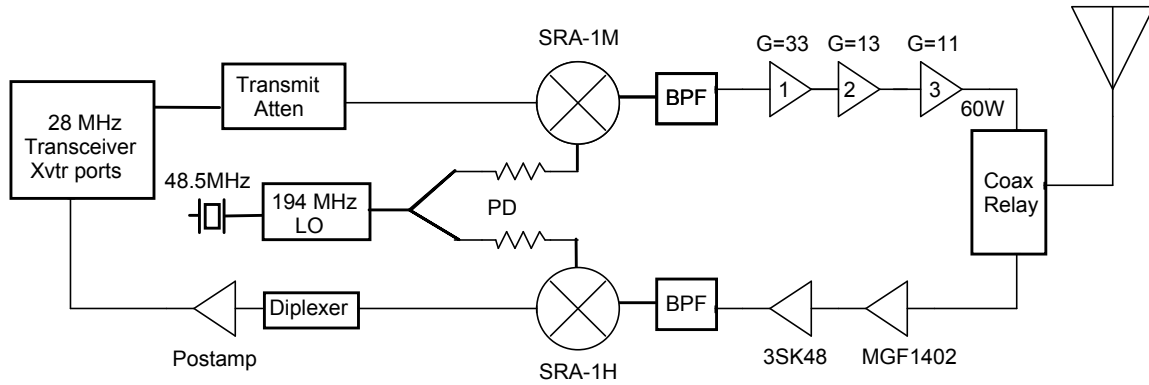 SRA-1M
G=33 G=13 G=11
Transmit
Atten
BPF
1 2 3
60W
28 MHz
Transceiver
Xvtr ports
48.5MHz
194 MHz
LO
PD
Coax
Relay
Diplexer
BPF
Postamp
SRA-1H
3SK48
MGF1402